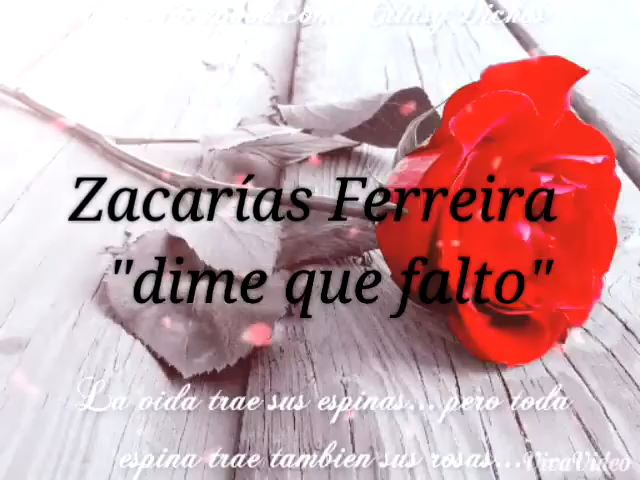 Zacarías Ferreira
"dime que falto"
La vida trae sus espinas... pero toda
espina trae tambien sus rosas...
VivaVideo